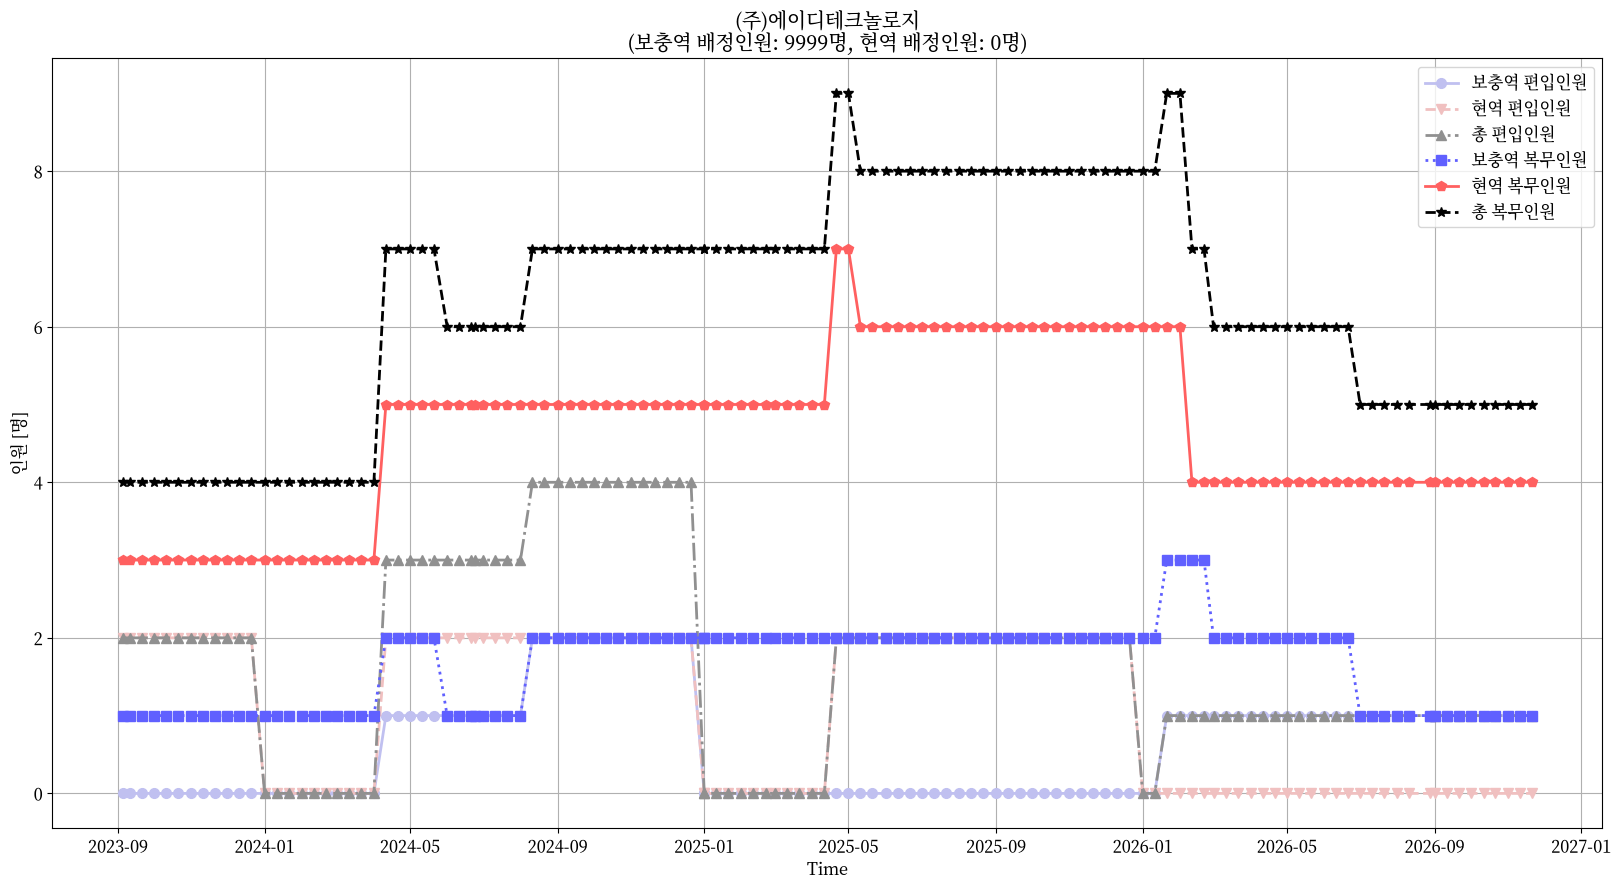 (주)에이디테크놀로지
(보충역 배정인원: 9999명, 현역 배정인원: 0명)
보충역 편입인원
현역 편입인원
총 편입인원
보충역 복무인원
현역 복무인원
총 복무인원
인원 [명]
8
6
4
2
0
2023-09 2024-01 2024-05 2024-09 2025-01 2025-05 2025-09 2026-01 2026-05 2026-09 2027-01
Time